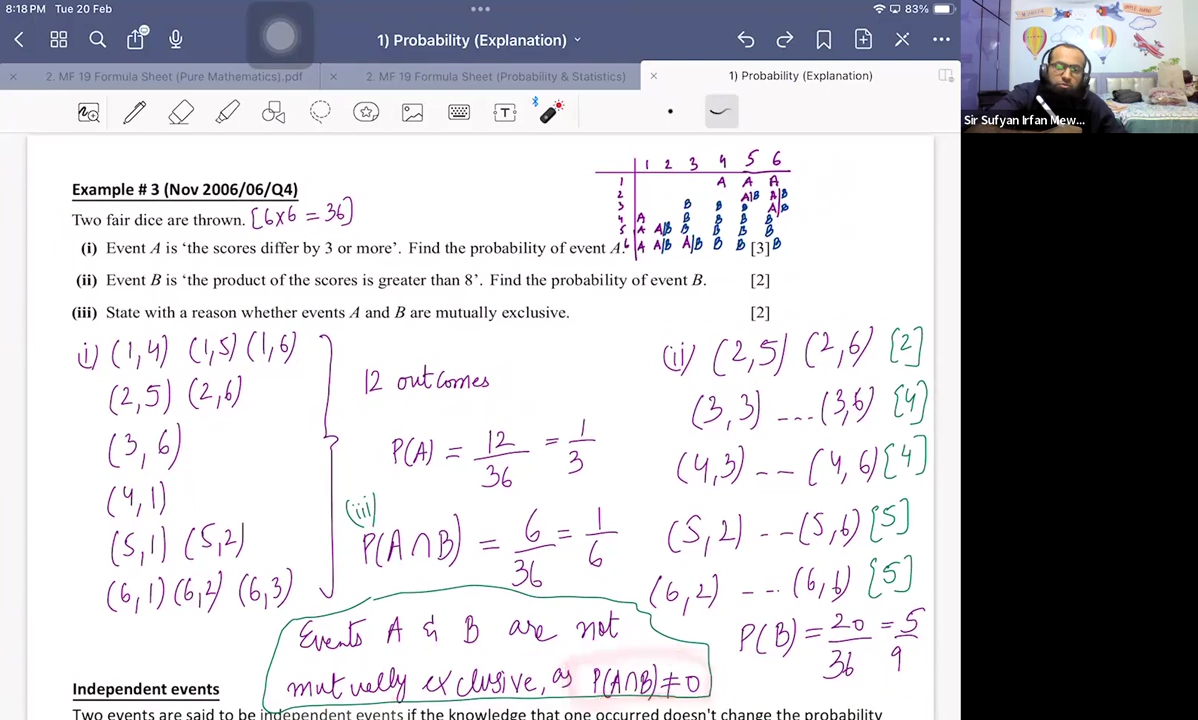 8:18 PM Tue 20 Feb
83%
1) Probability (Explanation)
2. MF 19 Formula Sheet (Pure Mathematics).pdf
2. MF 19 Formula Sheet (Probability & Statistics)
1) Probability (Explanation)
Sir Sufyan Irfan Mew...
1 2 3 4 5 6
1 A A A
2 A|B A|B
3 B B B A|B
4 A B B B B
5 A A|B B B B B
6 A A|B A|B B B B
Example # 3 (Nov 2006/06/Q4)
Two fair dice are thrown. [6x6 = 36]
(i) Event A is ‘the scores differ by 3 or more’. Find the probability of event A. [3]
(ii) Event B is ‘the product of the scores is greater than 8’. Find the probability of event B. [2]
(iii) State with a reason whether events A and B are mutually exclusive. [2]
i) (1,4) (1,5) (1,6)
(2,5) (2,6)
(3,6)
(4,1)
(5,1) (5,2)
(6,1) (6,2) (6,3)
12 outcomes
P(A) = 12/36 = 1/3
(iii)
P(A∩B) = 6/36 = 1/6
Events A & B are not
mutually exclusive, as P(A∩B) ≠ 0
(ii) (2,5) (2,6) [2]
(3,3) ... (3,6) [4]
(4,3) -- (4,6) [4]
(5,2) -- (5,6) [5]
(6,2) -... (6,6) [5]
P(B) = 20/36 = 5/9
Independent events
Two events are said to be independent events if the knowledge that one occurred doesn't change the probability